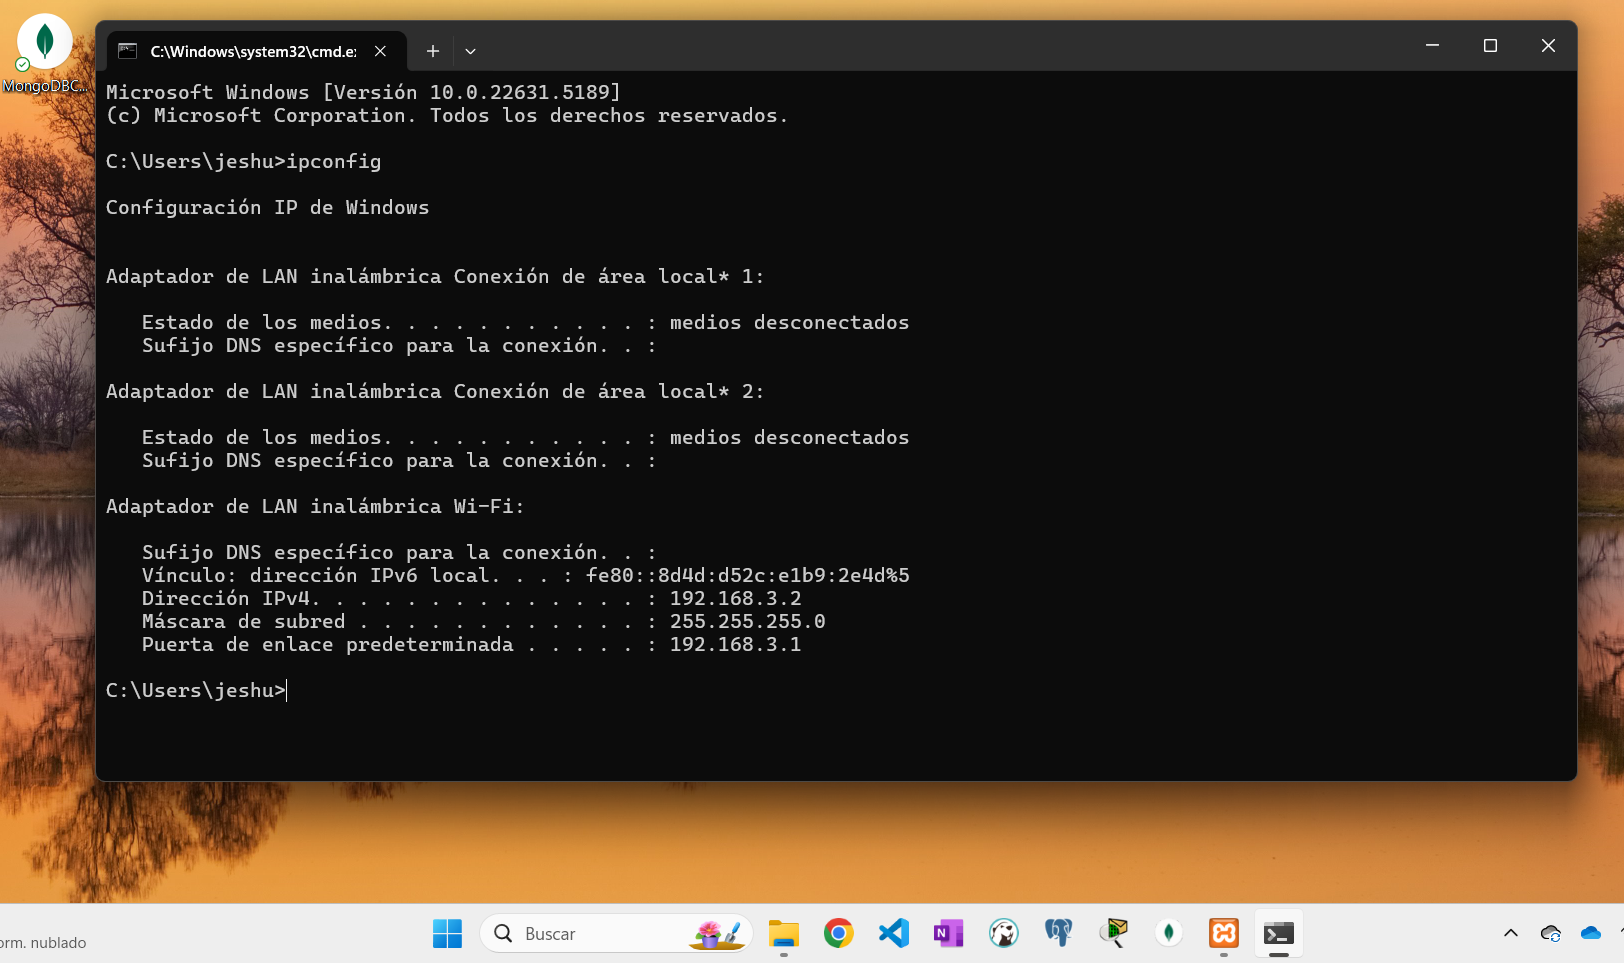 MongoDBC...
C:\Windows\system32\cmd.e
Microsoft Windows [Versión 10.0.22631.5189]
(c) Microsoft Corporation. Todos los derechos reservados.
C:\Users\jeshu>ipconfig
Configuración IP de Windows
Adaptador de LAN inalámbrica Conexión de área local* 1:
Estado de los medios. . . . . . . . . . . : medios desconectados
Sufijo DNS específico para la conexión. . :
Adaptador de LAN inalámbrica Conexión de área local* 2:
Estado de los medios. . . . . . . . . . . : medios desconectados
Sufijo DNS específico para la conexión. . :
Adaptador de LAN inalámbrica Wi-Fi:
Sufijo DNS específico para la conexión. . :
Vínculo: dirección IPv6 local. . . : fe80::8d4d:d52c:e1b9:2e4d%5
Dirección IPv4. . . . . . . . . . . . . . : 192.168.3.2
Máscara de subred . . . . . . . . . . . . : 255.255.255.0
Puerta de enlace predeterminada . . . . . : 192.168.3.1
C:\Users\jeshu>
orm. nublado
Buscar
N